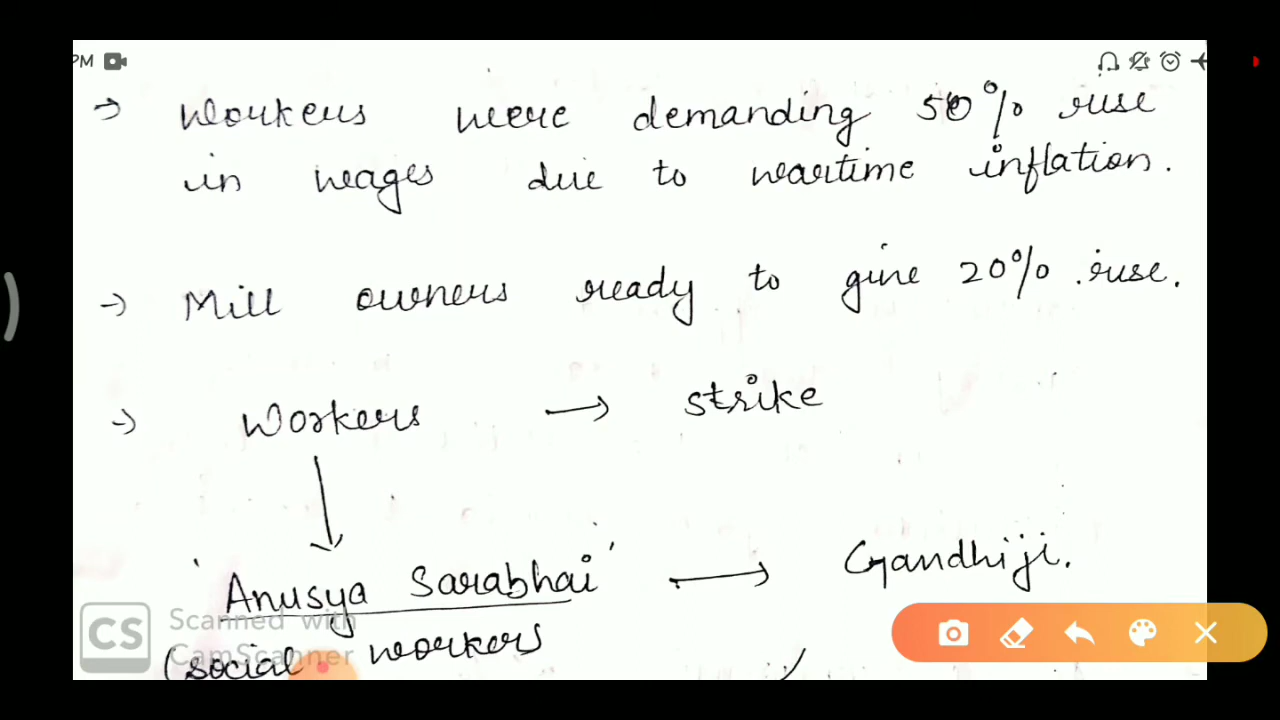 PM
→ Workers were demanding 50% rise
in wages due to wartime inflation.
→ Mill owners ready to give 20% rise.
→ Workers → strike
'Anusya Sarabhai' → Gandhiji.
(social workers
CS Scanned with
CamScanner